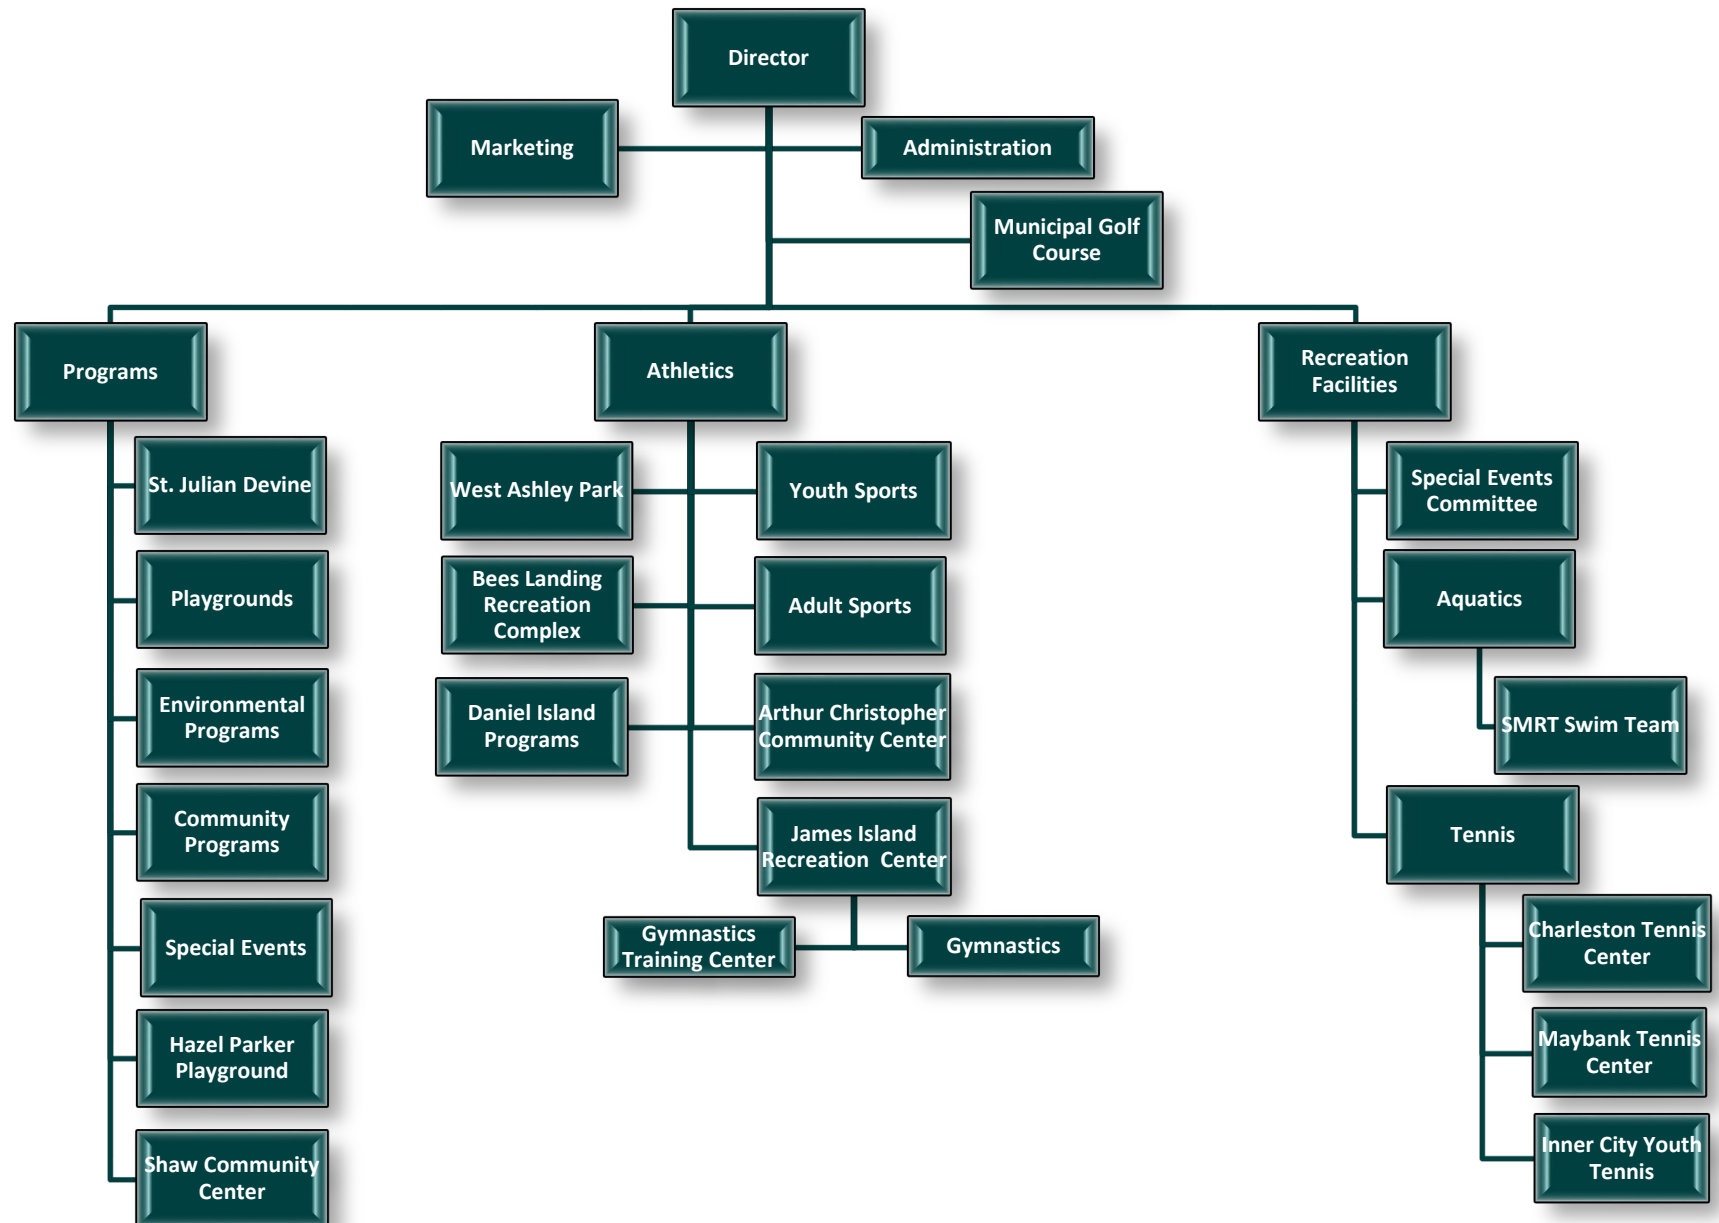 Director
Marketing
Administration
Municipal Golf
Course
Programs
Athletics
Recreation
Facilities
St. Julian Devine
Playgrounds
Environmental
Programs
Community
Programs
Special Events
Hazel Parker
Playground
Shaw Community
Center
West Ashley Park
Youth Sports
Bees Landing
Recreation
Complex
Adult Sports
Daniel Island
Programs
Arthur Christopher
Community Center
James Island
Recreation  Center
Gymnastics
Training Center
Gymnastics
Special Events
Committee
Aquatics
SMRT Swim Team
Tennis
Charleston Tennis
Center
Maybank Tennis
Center
Inner City Youth
Tennis